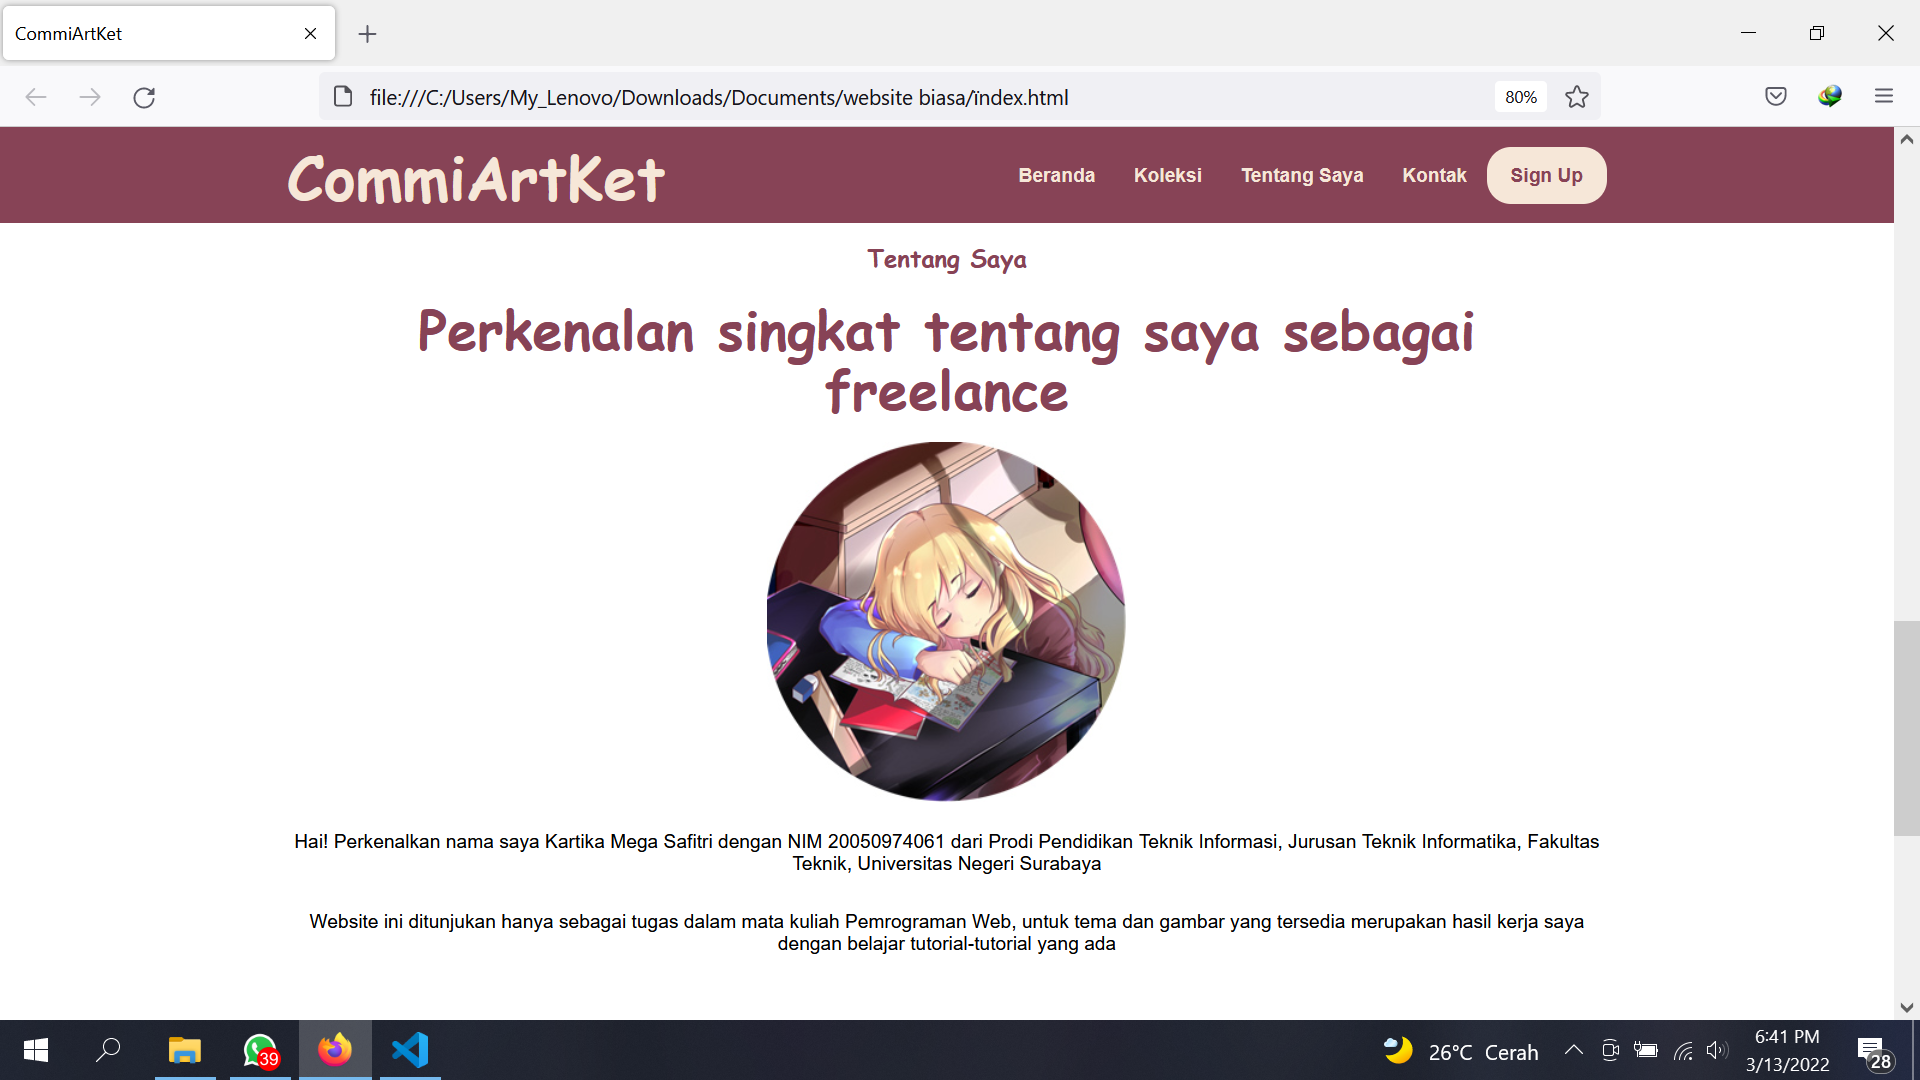 CommiArtKet
file:///C:/Users/My_Lenovo/Downloads/Documents/website biasa/index.html
80%
CommiArtKet
Beranda
Koleksi
Tentang Saya
Kontak
Sign Up
Tentang Saya
Perkenalan singkat tentang saya sebagai
freelance
Hai! Perkenalkan nama saya Kartika Mega Safitri dengan NIM 20050974061 dari Prodi Pendidikan Teknik Informasi, Jurusan Teknik Informatika, Fakultas
Teknik, Universitas Negeri Surabaya
Website ini ditunjukan hanya sebagai tugas dalam mata kuliah Pemrograman Web, untuk tema dan gambar yang tersedia merupakan hasil kerja saya
dengan belajar tutorial-tutorial yang ada
39
26°C Cerah
6:41 PM
3/13/2022
28